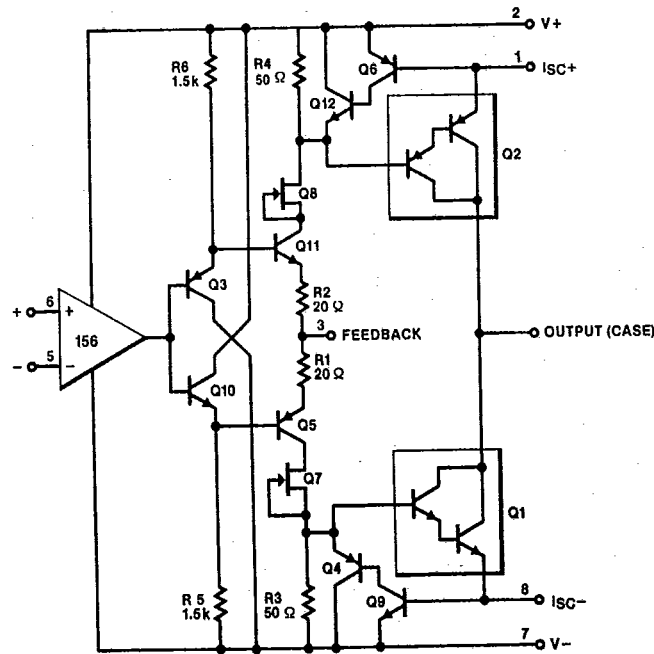 2 V+
R6
1.5k
R4
50 Ω
Q6
1 ISC+
Q12
Q2
Q8
Q11
Q3
R2
20 Ω
+ 6 +
3 FEEDBACK
OUTPUT (CASE)
156
R1
20 Ω
− 5 −
Q10
Q5
Q7
Q1
Q4
R 5
1.5k
R3
50 Ω
Q9
8 ISC−
7 V−